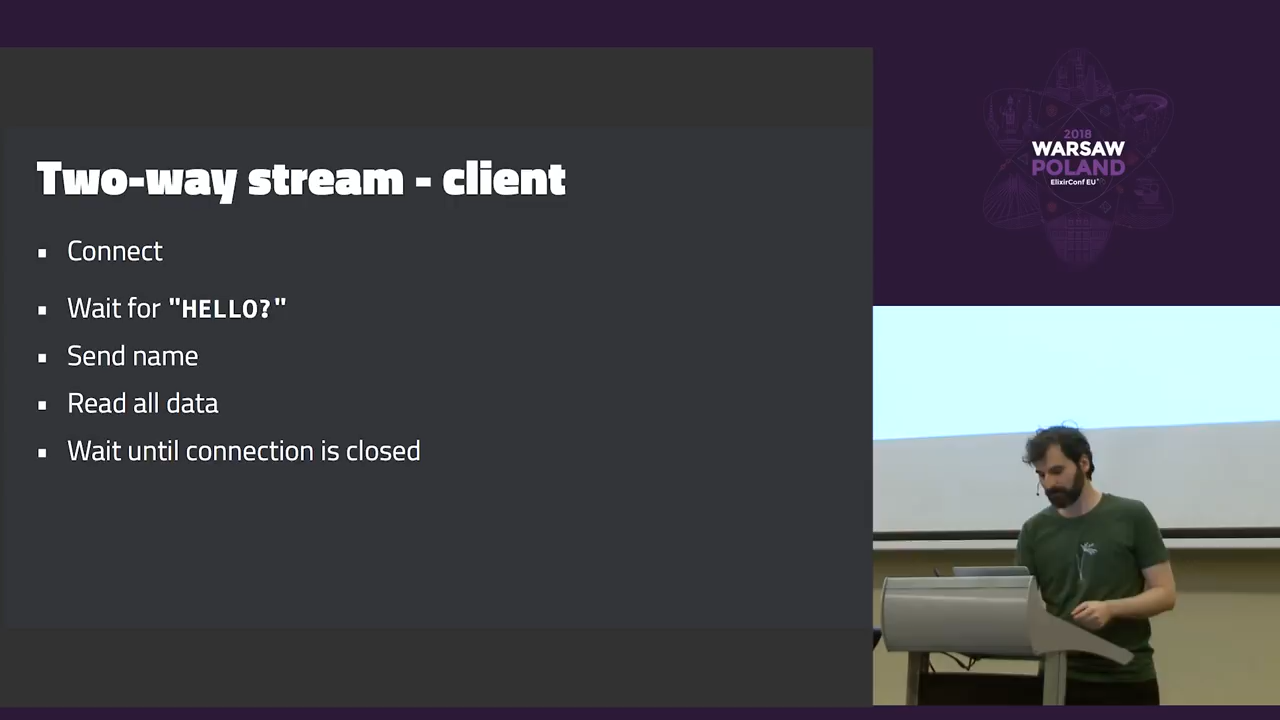 Two-way stream - client
▪ Connect
▪ Wait for "HELLO?"
▪ Send name
▪ Read all data
▪ Wait until connection is closed
2018
WARSAW
POLAND
ElixirConf EU